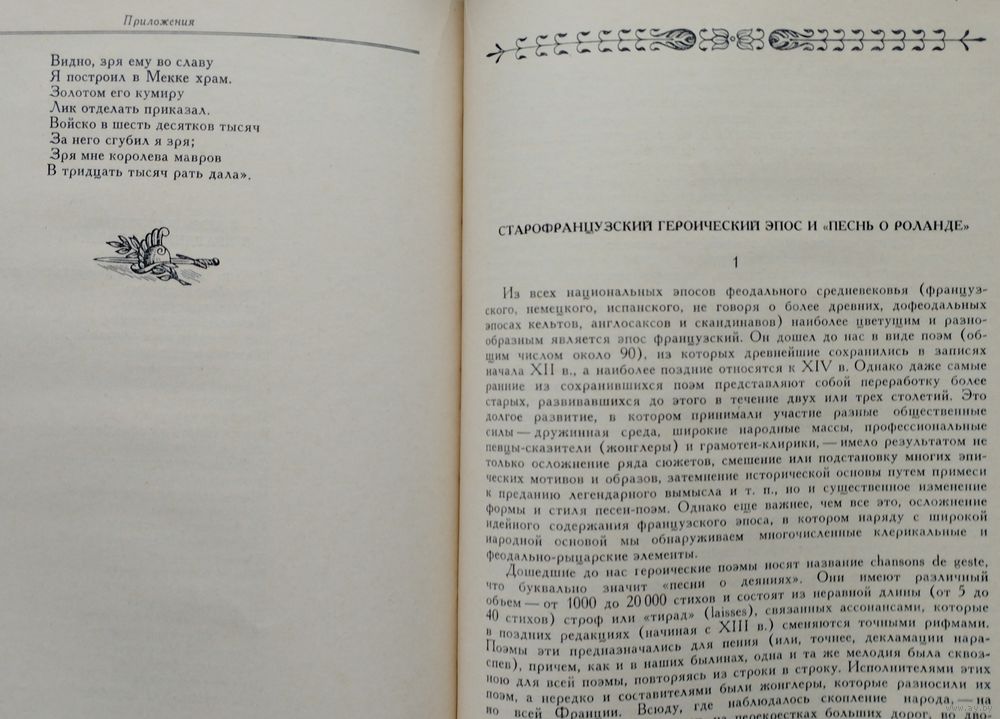 Приложения
Видно, зря ему во славу
Я построил в Мекке храм.
Золотом его кумиру
Лик отделать приказал.
Войско в шесть десятков тысяч
За него сгубил я зря;
Зря мне королева мавров
В тридцать тысяч рать дала».
СТАРОФРАНЦУЗСКИЙ ГЕРОИЧЕСКИЙ ЭПОС И «ПЕСНЬ О РОЛАНДЕ»
1
Из всех национальных эпосов феодального средневековья (француз-
ского, немецкого, испанского, не говоря о более древних, дофеодальных
эпосах кельтов, англосаксов и скандинавов) наиболее цветущим и разно-
образным является эпос французский. Он дошел до нас в виде поэм (об-
щим числом около 90), из которых древнейшие сохранились в записях
начала XII в., а наиболее поздние относятся к XIV в. Однако даже самые
ранние из сохранившихся поэм представляют собой переработку более
старых, развивавшихся до этого в течение двух или трех столетий. Это
долгое развитие, в котором принимали участие разные общественные
силы — дружинная среда, широкие народные массы, профессиональные
певцы-сказители (жонглеры) и грамотеи-клирики, — имело результатом не
только осложнение ряда сюжетов, смешение или подстановку многих эпи-
ческих мотивов и образов, затемнение исторической основы путем примеси
к преданию легендарного вымысла и т. п., но и существенное изменение
формы и стиля песен-поэм. Однако еще важнее, чем все это, осложнение
идейного содержания французского эпоса, в котором наряду с широкой
народной основой мы обнаруживаем многочисленные клерикальные и
феодально-рыцарские элементы.
Дошедшие до нас героические поэмы носят название chansons de geste,
что буквально значит «песни о деяниях». Они имеют различный
объем — от 1000 до 20 000 стихов и состоят из неравной длины (от 5 до
40 стихов) строф или «тирад» (laisses), связанных ассонансами, которые
в поздних редакциях (начиная с XIII в.) сменяются точными рифмами.
Поэмы эти предназначались для пения (или, точнее, декламации нара-
спев), причем, как и в наших былинах, одна и та же мелодия была сквоз-
ною для всей поэмы, повторяясь из строки в строку. Исполнителями этих
поэм, а нередко и составителями были жонглеры, которые разносили их
по всей Франции. Всюду, где наблюдалось скопление народа, — на
перекрестках больших дорог, во дво-
www.ay.by